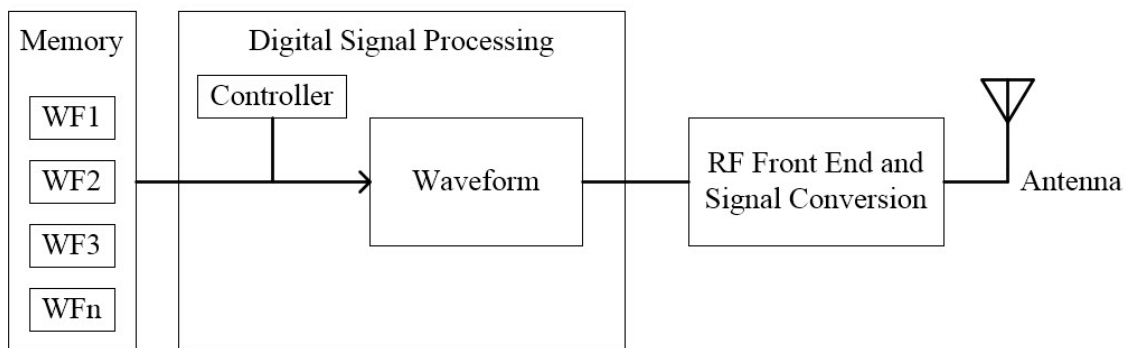 Memory
WF1
WF2
WF3
WFn
Digital Signal Processing
Controller
Waveform
RF Front End and
Signal Conversion
Antenna